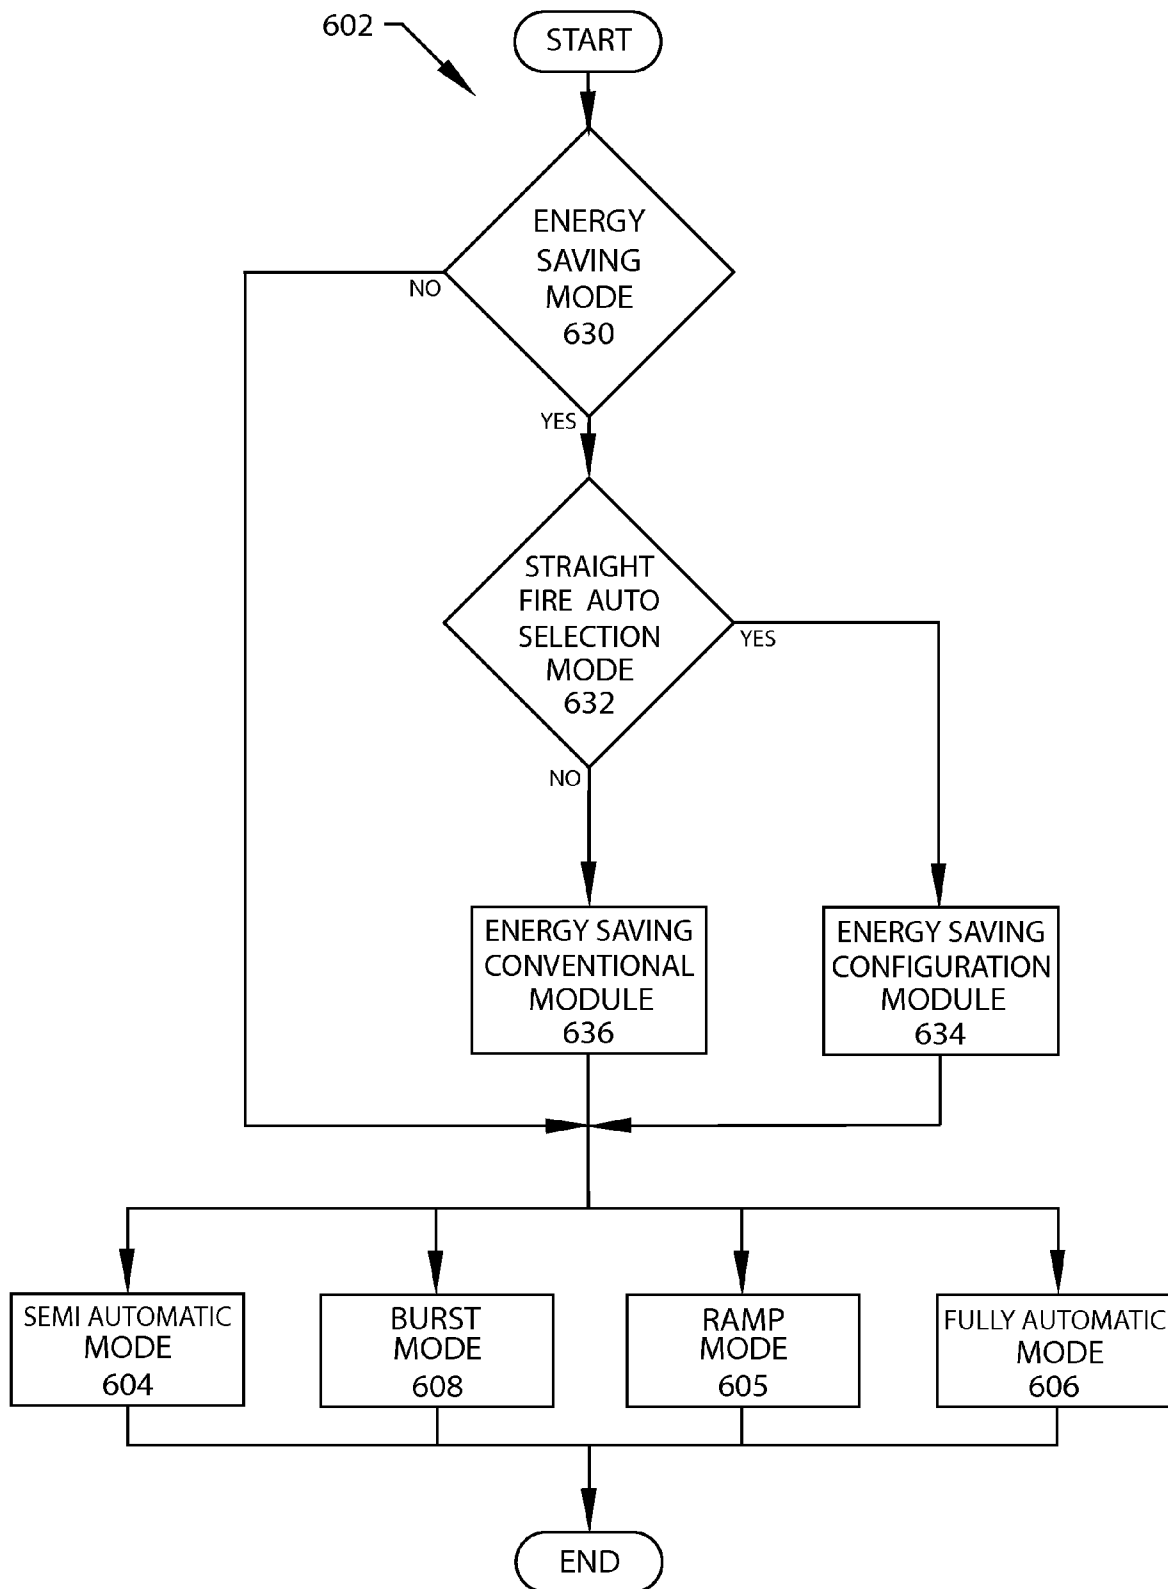 602
START
ENERGY
SAVING
MODE
630
NO
YES
STRAIGHT
FIRE AUTO
SELECTION
MODE
632
YES
NO
ENERGY SAVING
CONVENTIONAL
MODULE
636
ENERGY SAVING
CONFIGURATION
MODULE
634
SEMI AUTOMATIC
MODE
604
BURST
MODE
608
RAMP
MODE
605
FULLY AUTOMATIC
MODE
606
END